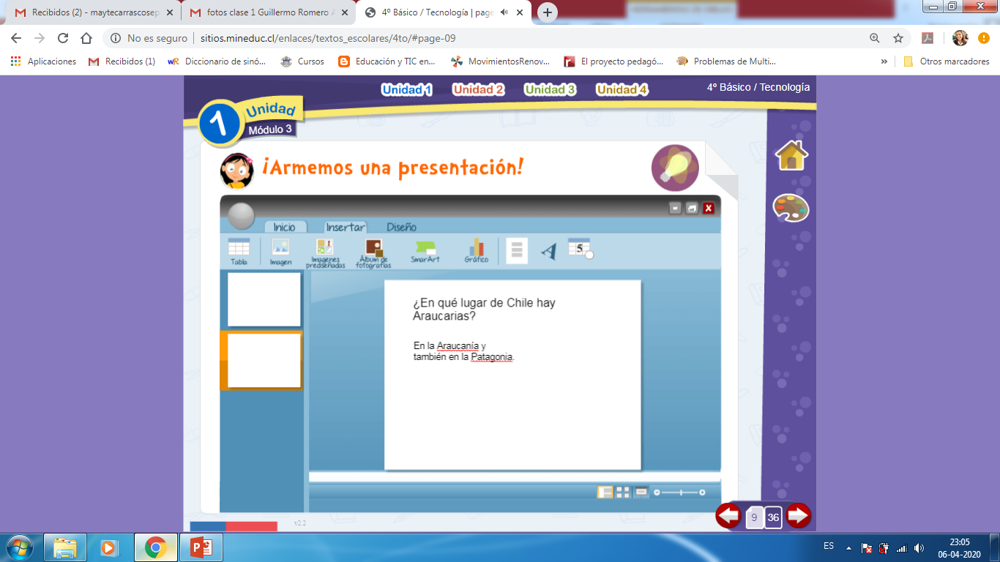 Recibidos (2) - maytecarrascosep
fotos clase 1 Guillermo Romero A
4º Básico / Tecnología | page
No es seguro
sitios.mineduc.cl/enlaces/textos_escolares/4to/#page-09
Aplicaciones
Recibidos (1)
Diccionario de sinó...
Cursos
Educación y TIC en...
MovimientosRenov...
El proyecto pedagó...
Problemas de Multi...
»
Otros marcadores
Unidad 1
Unidad 2
Unidad 3
Unidad 4
4º Básico / Tecnología
1
Unidad
Módulo 3
¡Armemos una presentación!
Inicio
Insertar
Diseño
Tabla
Imagen
Imagenes
prediseñadas
Álbum de
fotografías
SmarArt
Gráfico
A
5
¿En qué lugar de Chile hay
Araucarias?
En la Araucanía y
también en la Patagonia.
9
36
v2.2
ES
23:05
06-04-2020